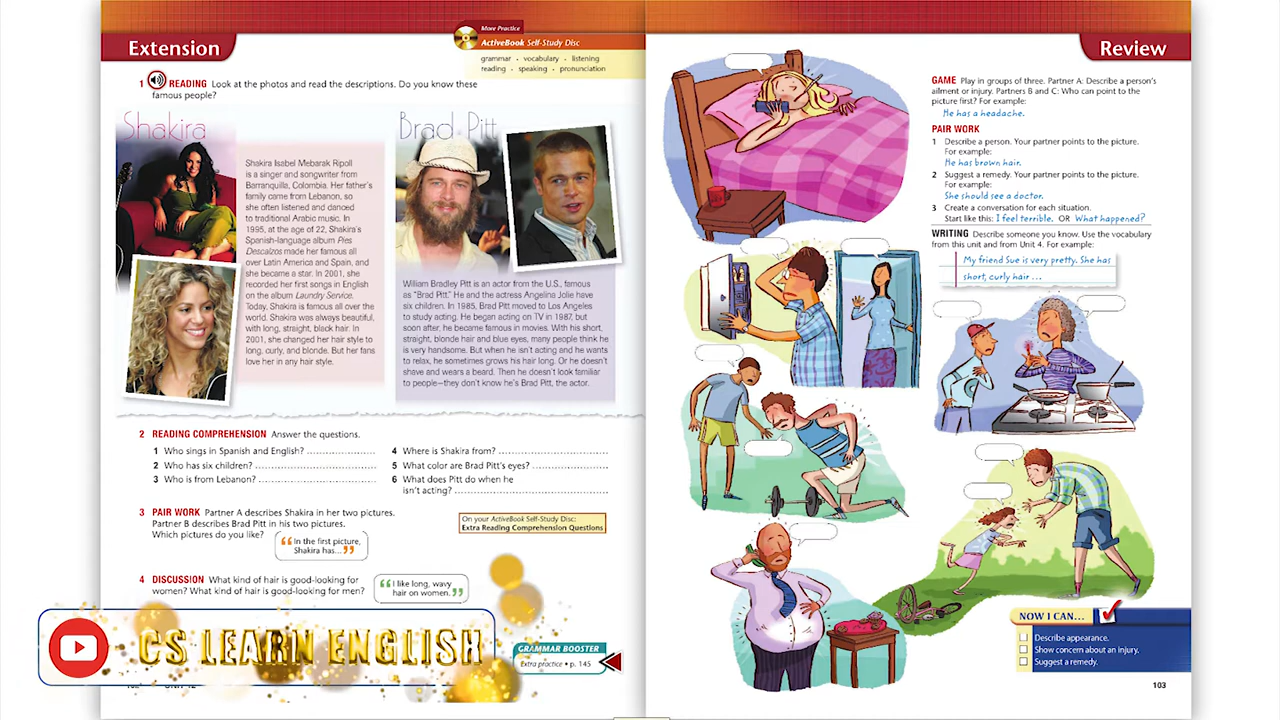 Extension
More Practice
ActiveBook Self-Study Disc
grammar · vocabulary · listening
reading · speaking · pronunciation
1 READING Look at the photos and read the descriptions. Do you know these
famous people?
Shakira
Shakira Isabel Mebarak Ripoll
is a singer and songwriter from
Barranquilla, Colombia. Her father's
family came from Lebanon, so
she often listened and danced
to traditional Arabic music. In
1995, at the age of 22, Shakira's
Spanish-language album Pies
Descalzos made her famous all
over Latin America and Spain, and
she became a star. In 2001, she
recorded her first songs in English
on the album Laundry Service.
Today, Shakira is famous all over the
world. Shakira was always beautiful,
with long, straight, black hair. In
2001, she changed her hair style to
long, curly, and blonde. But her fans
love her in any hair style.
Brad Pitt
William Bradley Pitt is an actor from the U.S., famous
as "Brad Pitt." He and the actress Angelina Jolie have
six children. In 1985, Brad Pitt moved to Los Angeles
to study acting. He began acting on TV in 1987, but
soon after, he became famous in movies. With his short,
straight, blonde hair and blue eyes, many people think he
is very handsome. But when he isn't acting and he wants
to relax, he sometimes grows his hair long. Or he doesn't
shave and wears a beard. Then he doesn't look familiar
to people—they don't know he's Brad Pitt, the actor.
2 READING COMPREHENSION Answer the questions.
1 Who sings in Spanish and English?
2 Who has six children?
3 Who is from Lebanon?
4 Where is Shakira from?
5 What color are Brad Pitt's eyes?
6 What does Pitt do when he
isn't acting?
3 PAIR WORK Partner A describes Shakira in her two pictures.
Partner B describes Brad Pitt in his two pictures.
Which pictures do you like?
"In the first picture,
Shakira has..."
On your ActiveBook Self-Study Disc:
Extra Reading Comprehension Questions
4 DISCUSSION What kind of hair is good-looking for
women? What kind of hair is good-looking for men?
"I like long, wavy
hair on women."
CS LEARN ENGLISH
GRAMMAR BOOSTER
Extra practice • p. 145
Review
GAME Play in groups of three. Partner A: Describe a person's
ailment or injury. Partners B and C: Who can point to the
picture first? For example:
He has a headache.
PAIR WORK
1 Describe a person. Your partner points to the picture.
For example:
He has brown hair.
2 Suggest a remedy. Your partner points to the picture.
For example:
She should see a doctor.
3 Create a conversation for each situation.
Start like this: I feel terrible. OR What happened?
WRITING Describe someone you know. Use the vocabulary
from this unit and from Unit 4. For example:
My friend Sue is very pretty. She has
short, curly hair ...
NOW I CAN...
Describe appearance.
Show concern about an injury.
Suggest a remedy.
103